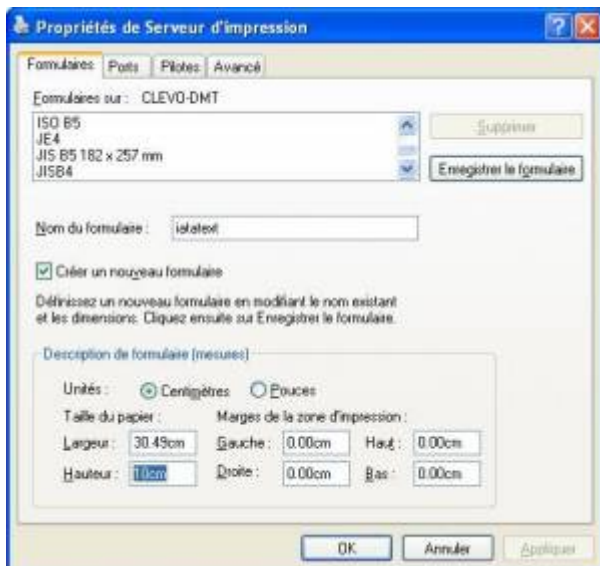 Propriétés de Serveur d'impression
Formulaires Ports Pilotes Avancé
Formulaires sur : CLEVO-DMT
ISO B5
JE4
JIS B5 182 x 257 mm
JISB4
Supprimer
Enregistrer le formulaire
Nom du formulaire : iatatext
Créer un nouveau formulaire
Définissez un nouveau formulaire en modifiant le nom existant
et les dimensions. Cliquez ensuite sur Enregistrer le formulaire.
Description de formulaire (mesures)
Unités : Centimètres Pouces
Taille du papier : Marges de la zone d'impression :
Largeur : 30.49cm Gauche : 0.00cm Haut : 0.00cm
Hauteur : 10cm Droite : 0.00cm Bas : 0.00cm
OK Annuler Appliquer